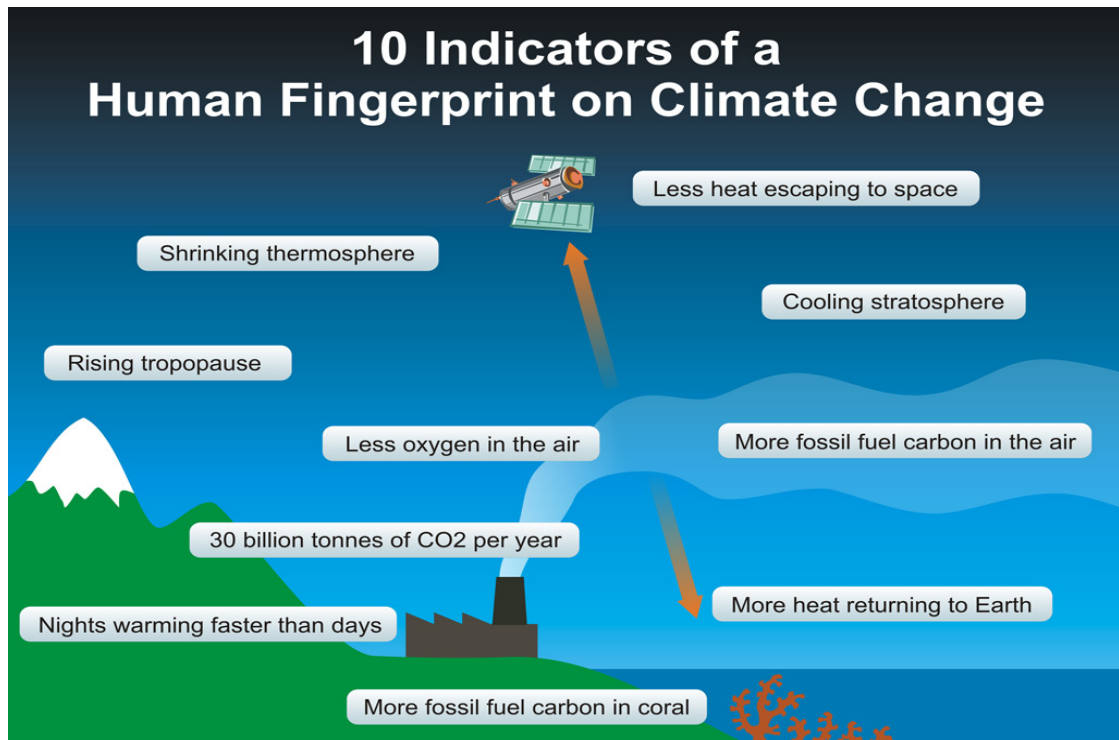 10 Indicators of a
Human Fingerprint on Climate Change
Less heat escaping to space
Shrinking thermosphere
Cooling stratosphere
Rising tropopause
Less oxygen in the air
More fossil fuel carbon in the air
30 billion tonnes of CO2 per year
More heat returning to Earth
Nights warming faster than days
More fossil fuel carbon in coral